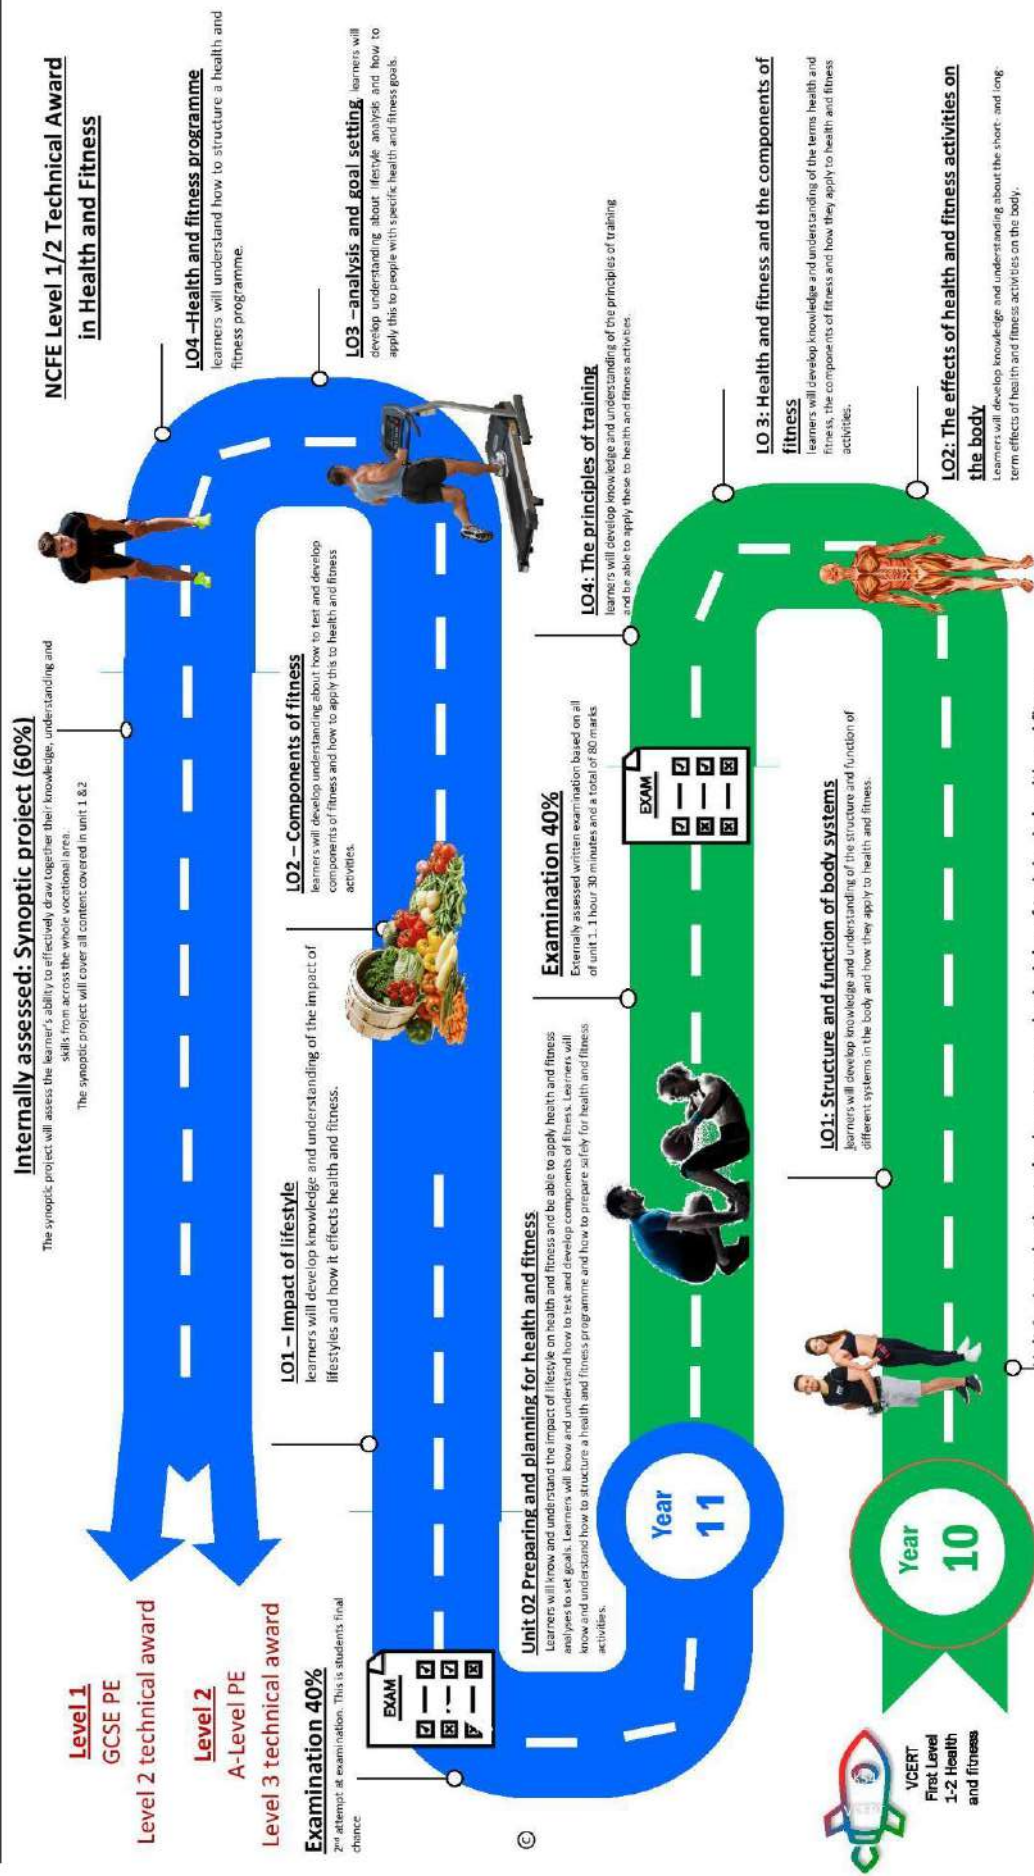 NCFE Level 1/2 Technical Award
in Health and Fitness
Internally assessed: Synoptic project (60%)
The synoptic project will assess the learner's ability to effectively draw together their knowledge, understanding and
skills from across the whole vocational area.
The synoptic project will cover all content covered in unit 1 &2
LO4 –Health and fitness programme
learners will understand how to structure a health and
fitness programme.
LO3 –analysis and goal setting, learners will
develop understanding about lifestyle analysis and how to
apply this to people with specific health and fitness goals.
Level 1
GCSE PE
Level 2 technical award
Level 2
A-Level PE
Level 3 technical award
LO1 – Impact of lifestyle
learners will develop knowledge and understanding of the impact of
lifestyles and how it effects health and fitness.
LO2 – Components of fitness
learners will develop understanding about how to test and develop
components of fitness and how to apply this to health and fitness
activities.
Examination 40%
2nd attempt at examination. This is students final
chance
EXAM
Unit 02 Preparing and planning for health and fitness
Learners will know and understand the impact of lifestyle on health and fitness and be able to apply health and fitness
analyses to set goals. Learners will know and understand how to test and develop components of fitness. Learners will
know and understand how to structure a health and fitness programme and how to prepare safely for health and fitness
activities.
Examination 40%
Externally assessed written examination based on all
of unit 1. 1 hour 30 minutes and a total of 80 marks
LO4: The principles of training
learners will develop knowledge and understanding of the principles of training
and be able to apply these to health and fitness activities.
©
Year
11
EXAM
LO 3: Health and fitness and the components of
fitness
learners will develop knowledge and understanding of the terms health and
fitness, the components of fitness and how they apply to health and fitness
activities.
LO1: Structure and function of body systems
learners will develop knowledge and understanding of the structure and function of
different systems in the body and how they apply to health and fitness.
LO2: The effects of health and fitness activities on
the body
Learners will develop knowledge and understanding about the short- and long-
term effects of health and fitness activities on the body.
Year
10
VCERT
First Level
1-2 Health
and fitness